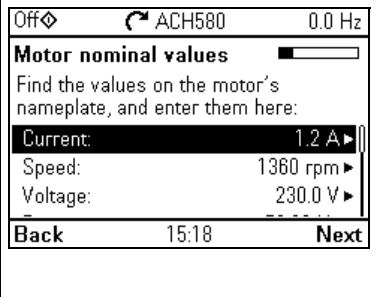 Off ACH580 0.0 Hz
Motor nominal values
Find the values on the motor's
nameplate, and enter them here:
Current: 1.2 A
Speed: 1360 rpm
Voltage: 230.0 V
Back 15:18 Next